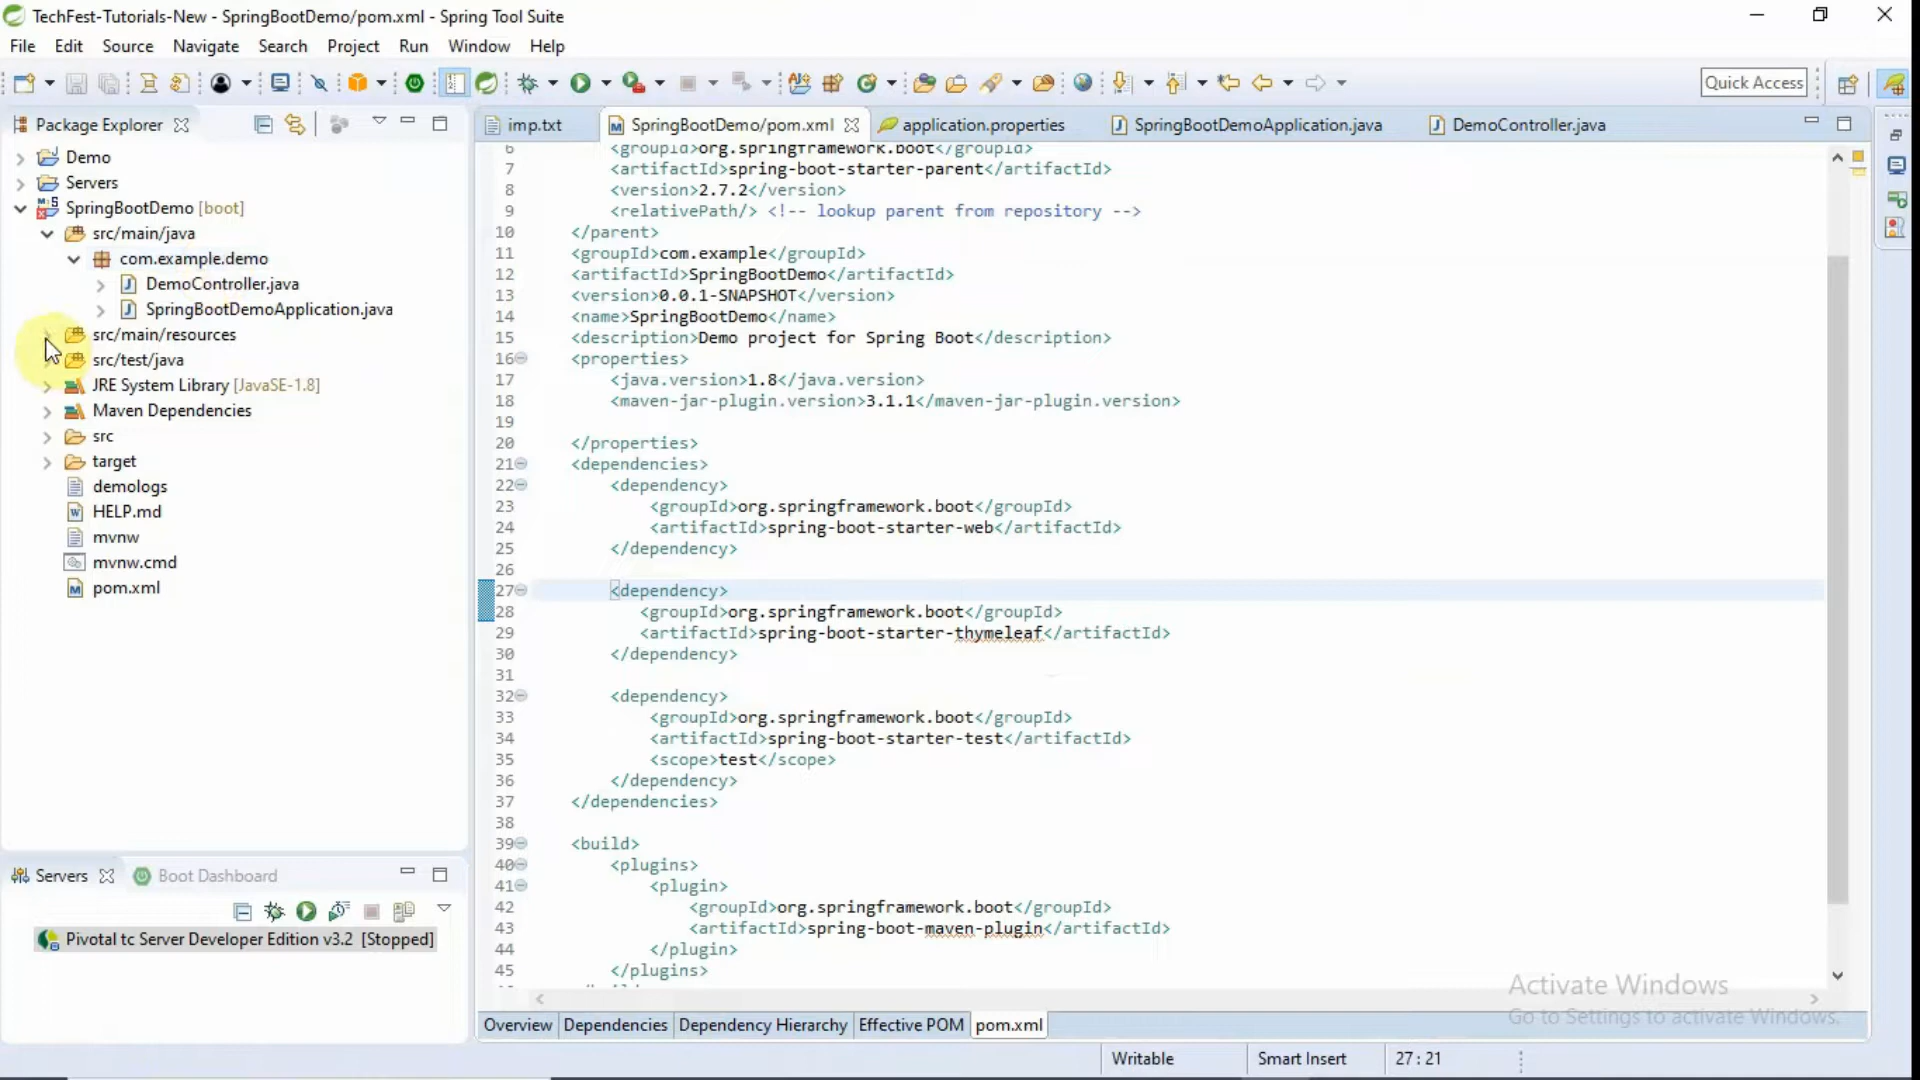 TechFest-Tutorials-New - SpringBootDemo/pom.xml - Spring Tool Suite
File Edit Source Navigate Search Project Run Window Help
Quick Access
Package Explorer
Demo
Servers
SpringBootDemo [boot]
src/main/java
com.example.demo
DemoController.java
SpringBootDemoApplication.java
src/main/resources
src/test/java
JRE System Library [JavaSE-1.8]
Maven Dependencies
src
target
demologs
HELP.md
mvnw
mvnw.cmd
pom.xml
Servers Boot Dashboard
Pivotal tc Server Developer Edition v3.2 [Stopped]
imp.txt SpringBootDemo/pom.xml application.properties SpringBootDemoApplication.java DemoController.java
6 <groupId>org.springframework.boot</groupId>
7 <artifactId>spring-boot-starter-parent</artifactId>
8 <version>2.7.2</version>
9 <relativePath/> <!-- lookup parent from repository -->
10 </parent>
11 <groupId>com.example</groupId>
12 <artifactId>SpringBootDemo</artifactId>
13 <version>0.0.1-SNAPSHOT</version>
14 <name>SpringBootDemo</name>
15 <description>Demo project for Spring Boot</description>
16 <properties>
17 <java.version>1.8</java.version>
18 <maven-jar-plugin.version>3.1.1</maven-jar-plugin.version>
19
20 </properties>
21 <dependencies>
22 <dependency>
23 <groupId>org.springframework.boot</groupId>
24 <artifactId>spring-boot-starter-web</artifactId>
25 </dependency>
26
27 <dependency>
28 <groupId>org.springframework.boot</groupId>
29 <artifactId>spring-boot-starter-thymeleaf</artifactId>
30 </dependency>
31
32 <dependency>
33 <groupId>org.springframework.boot</groupId>
34 <artifactId>spring-boot-starter-test</artifactId>
35 <scope>test</scope>
36 </dependency>
37 </dependencies>
38
39 <build>
40 <plugins>
41 <plugin>
42 <groupId>org.springframework.boot</groupId>
43 <artifactId>spring-boot-maven-plugin</artifactId>
44 </plugin>
45 </plugins>
Activate Windows
Go to Settings to activate Windows.
Overview Dependencies Dependency Hierarchy Effective POM pom.xml
Writable Smart Insert 27:21